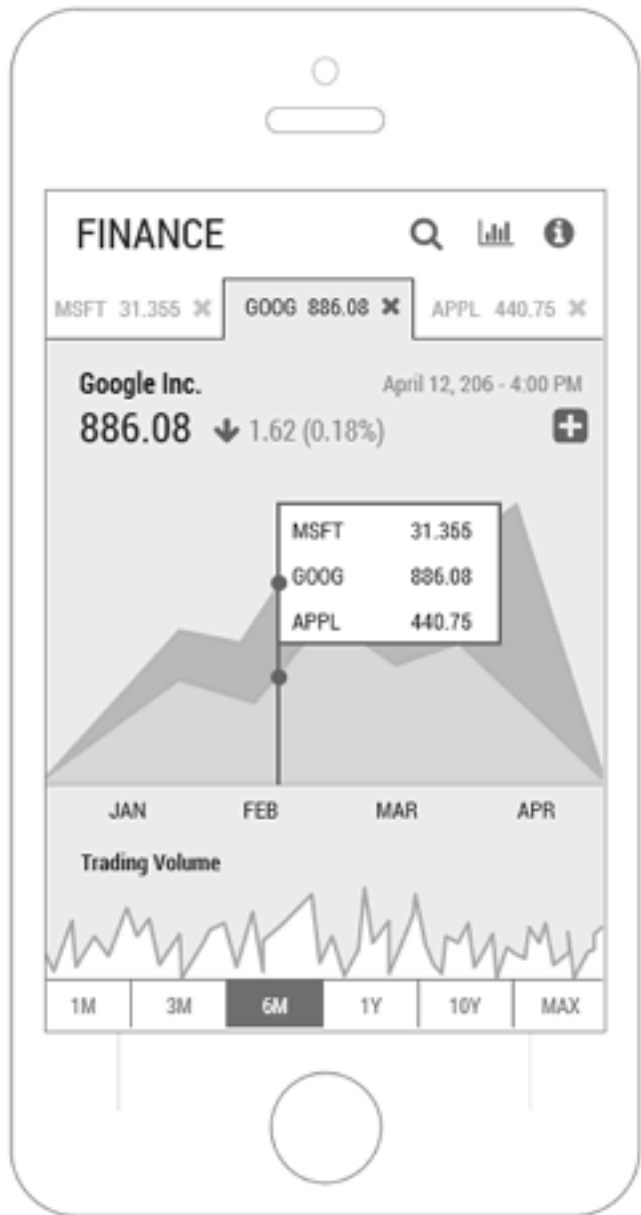 FINANCE
MSFT 31.355 ✖ GOOG 886.08 ✖ APPL 440.75 ✖
Google Inc. April 12, 206 - 4:00 PM
886.08 1.62 (0.18%)
MSFT 31.355
GOOG 886.08
APPL 440.75
JAN FEB MAR APR
Trading Volume
1M 3M 6M 1Y 10Y MAX